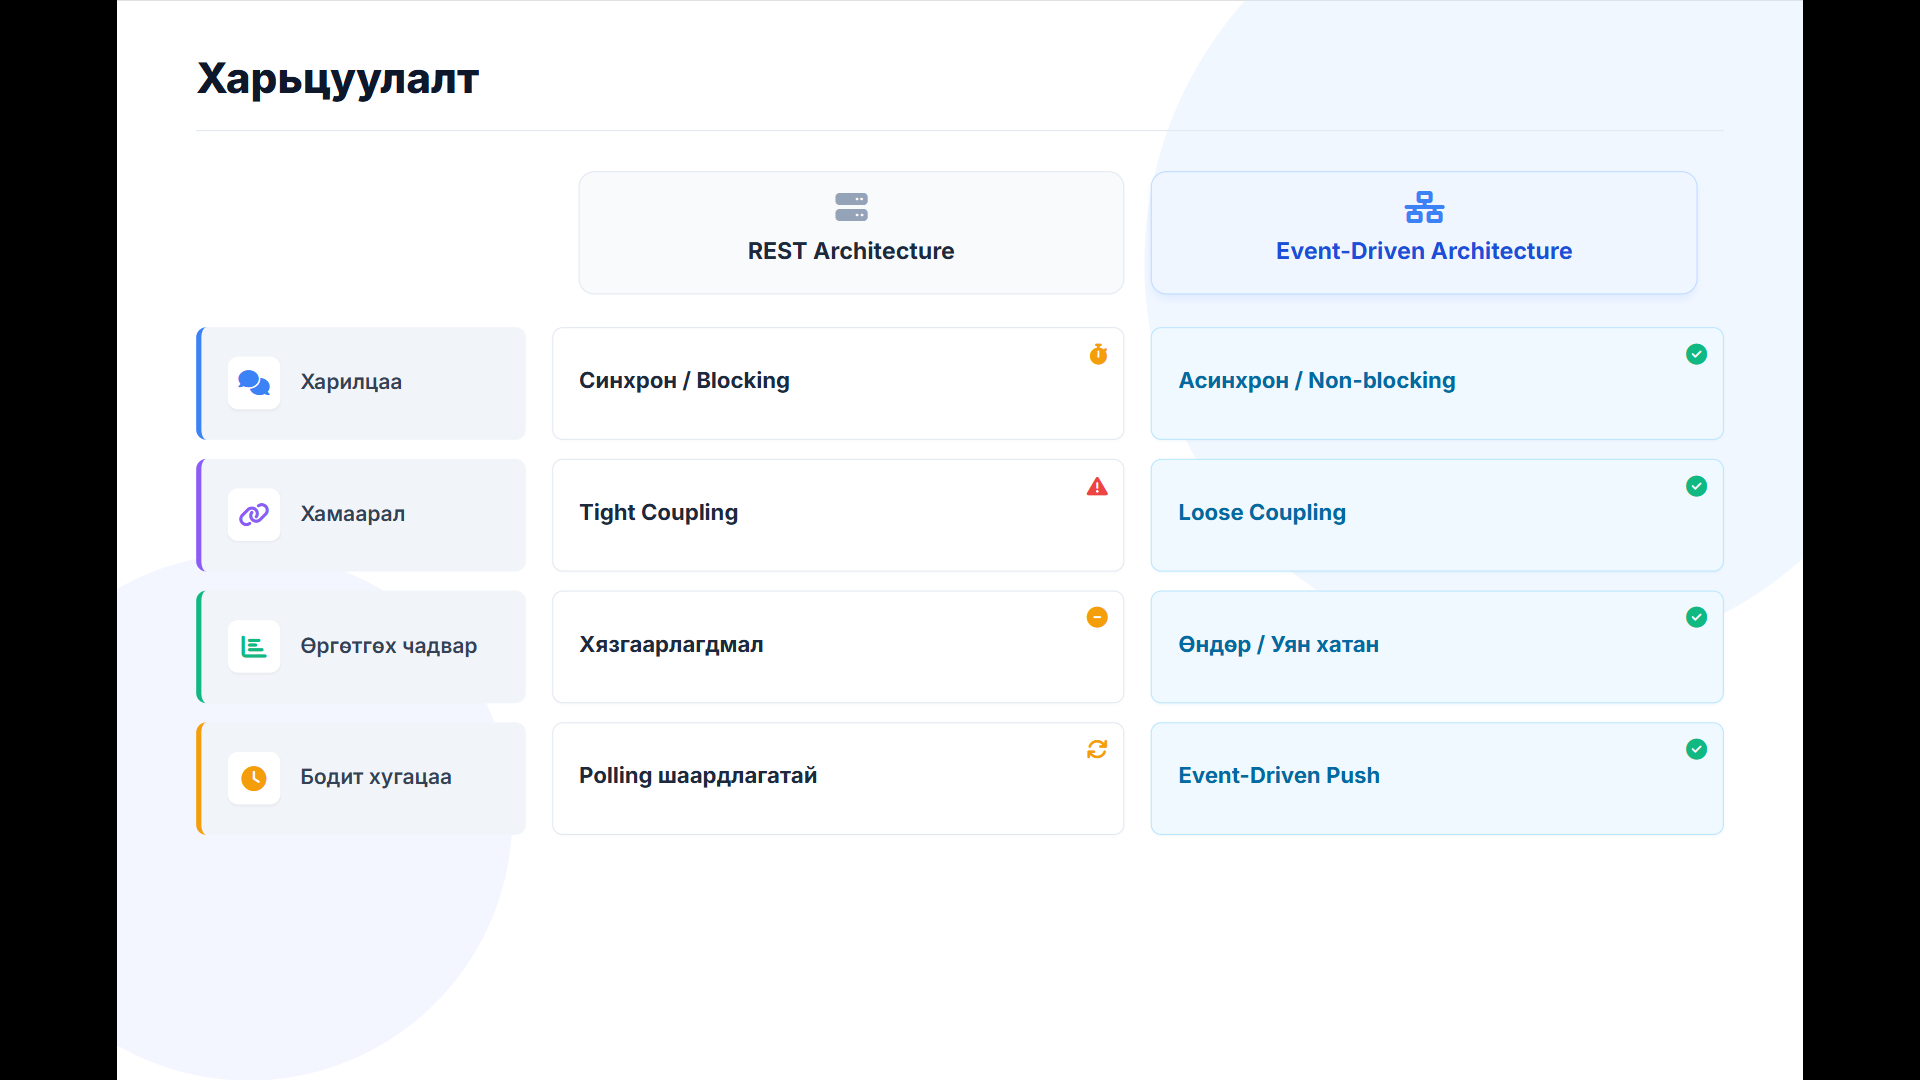 Харьцуулалт
REST Architecture
Event-Driven Architecture
Харилцаа
Синхрон / Blocking
Асинхрон / Non-blocking
Хамаарал
Tight Coupling
Loose Coupling
Өргөтгөх чадвар
Хязгаарлагдмал
Өндөр / Уян хатан
Бодит хугацаа
Polling шаардлагатай
Event-Driven Push